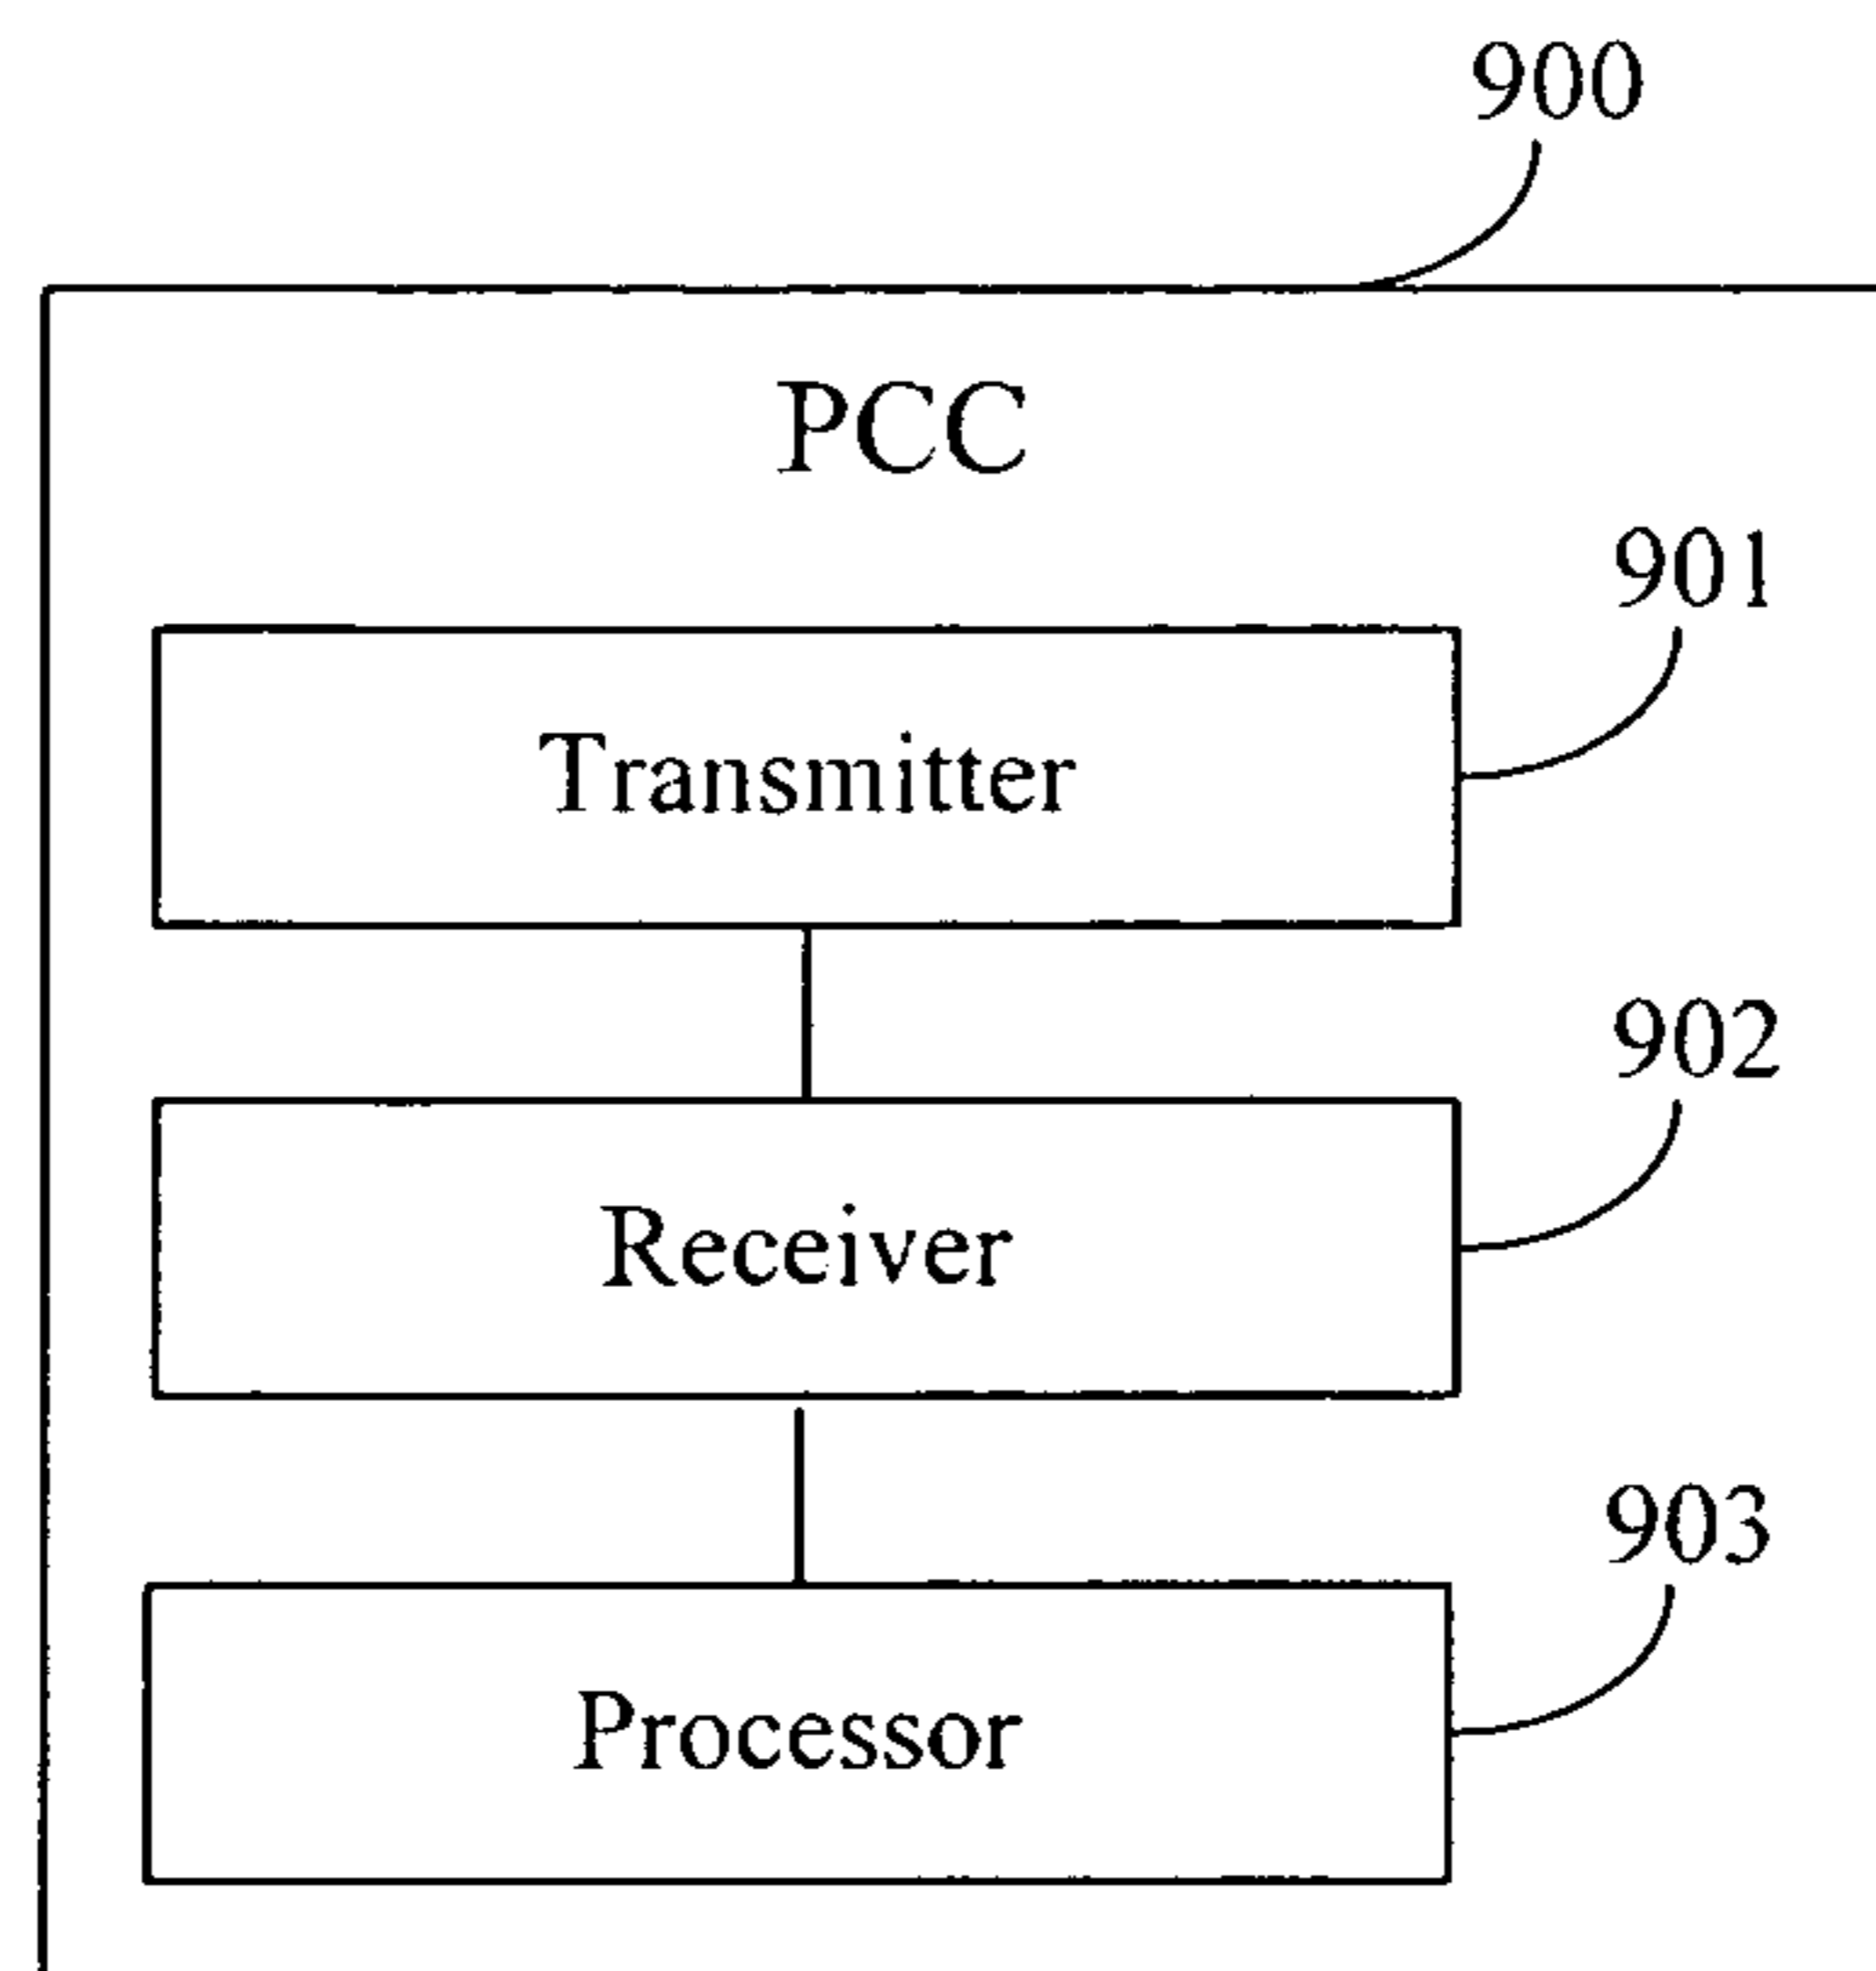 900
PCC
901
Transmitter
902
Receiver
903
Processor